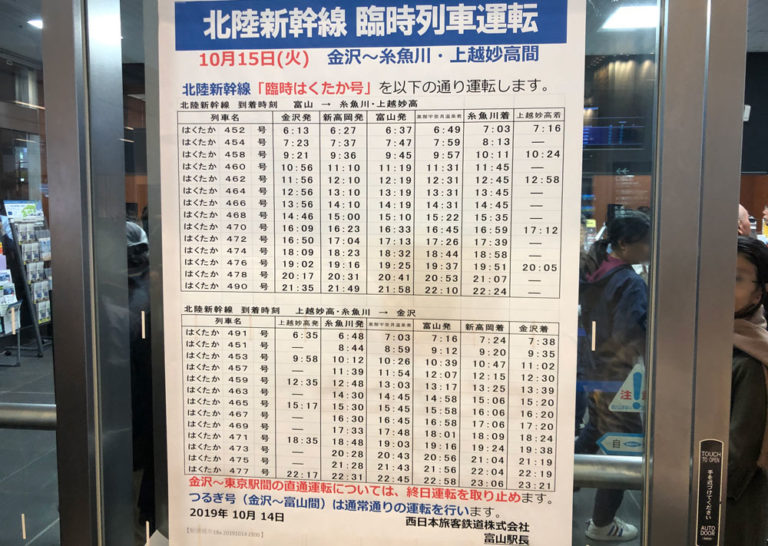 北陸新幹線 臨時列車運転
10月15日(火) 金沢～糸魚川・上越妙高間
北陸新幹線「臨時はくたか号」を以下の通り運転します。
北陸新幹線 到着時刻 富山 → 糸魚川・上越妙高
列車名 金沢発 新高岡発 富山発 黒部宇奈月温泉着 糸魚川着 上越妙高着
はくたか 452 号 6:13 6:27 6:37 6:49 7:03 7:16
はくたか 454 号 7:23 7:37 7:47 7:59 8:13 ―
はくたか 458 号 9:21 9:36 9:45 9:57 10:11 10:24
はくたか 460 号 10:56 11:10 11:19 11:31 11:45 ―
はくたか 462 号 11:56 12:10 12:19 12:31 12:45 12:58
はくたか 464 号 12:56 13:10 13:19 13:31 13:45 ―
はくたか 466 号 13:56 14:10 14:19 14:31 14:45 ―
はくたか 468 号 14:46 15:00 15:10 15:22 15:35 ―
はくたか 470 号 16:09 16:23 16:33 16:45 16:59 17:12
はくたか 472 号 16:50 17:04 17:13 17:26 17:39 ―
はくたか 474 号 18:09 18:23 18:32 18:44 18:58 ―
はくたか 476 号 19:02 19:16 19:25 19:37 19:51 20:05
はくたか 478 号 20:17 20:31 20:41 20:53 21:07 ―
はくたか 490 号 21:35 21:49 21:58 22:10 22:24 ―
北陸新幹線 到着時刻 上越妙高・糸魚川 → 金沢
列車名 上越妙高発 糸魚川発 黒部宇奈月温泉発 富山発 新高岡着 金沢着
はくたか 491 号 6:35 6:48 7:03 7:16 7:24 7:38
はくたか 451 号 ― 8:44 8:59 9:12 9:20 9:35
はくたか 453 号 9:58 10:12 10:26 10:39 10:47 11:02
はくたか 457 号 ― 11:39 11:54 12:07 12:15 12:30
はくたか 459 号 12:35 12:48 13:03 13:17 13:25 13:39
はくたか 463 号 ― 14:30 14:45 14:58 15:06 15:20
はくたか 465 号 15:17 15:30 15:45 15:58 16:06 16:20
はくたか 467 号 ― 16:30 16:45 16:58 17:06 17:20
はくたか 469 号 ― 17:33 17:48 18:01 18:09 18:24
はくたか 471 号 18:35 18:48 19:03 19:16 19:24 19:38
はくたか 473 号 ― 20:28 20:43 20:56 21:04 21:19
はくたか 475 号 ― 21:28 21:43 21:56 22:04 22:19
はくたか 477 号 22:17 22:31 22:45 22:58 23:06 23:21
金沢～東京駅間の直通運転については、終日運転を取り止めます。
つるぎ号（金沢～富山間）は通常通りの運転を行います。
2019年 10月 14日 西日本旅客鉄道株式会社
富山駅長
注
自
TOUCH
TO OPEN
手を近づけてください
AUTO
DOOR